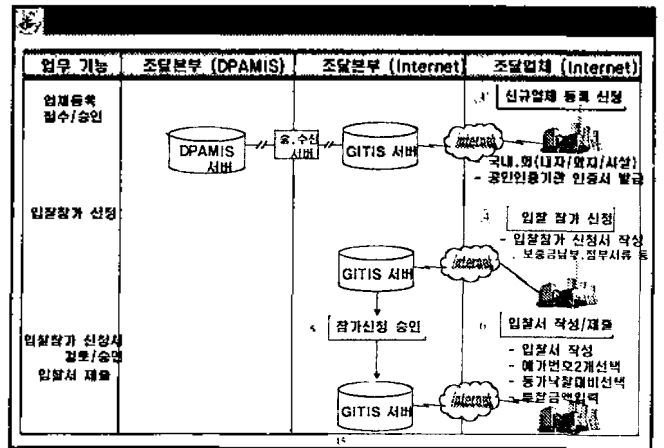 업무 기능
조달본부 (DPAMIS)
조달본부 (Internet)
조달업체 (Internet)
업체등록
접수/승인
3
신규업체 등록 신청
DPAMIS
서버
송,수신
서버
GITIS 서버
Internet
국내.외(내자/외자/시설)
- 공인인증기관 인증서 발급
입찰참가 신청
4
입찰 참가 신청
- 입찰참가 신청서 작성
. 보증금납부,첨부서류 등
GITIS 서버
Internet
입찰참가 신청서
검토/승인
5
참가신청 승인
6
입찰서 작성/제출
입찰서 제출
- 입찰서 작성
- 예가번호2개선택
- 동가낙찰대비선택
- 투찰금액입력
GITIS 서버
Internet
15